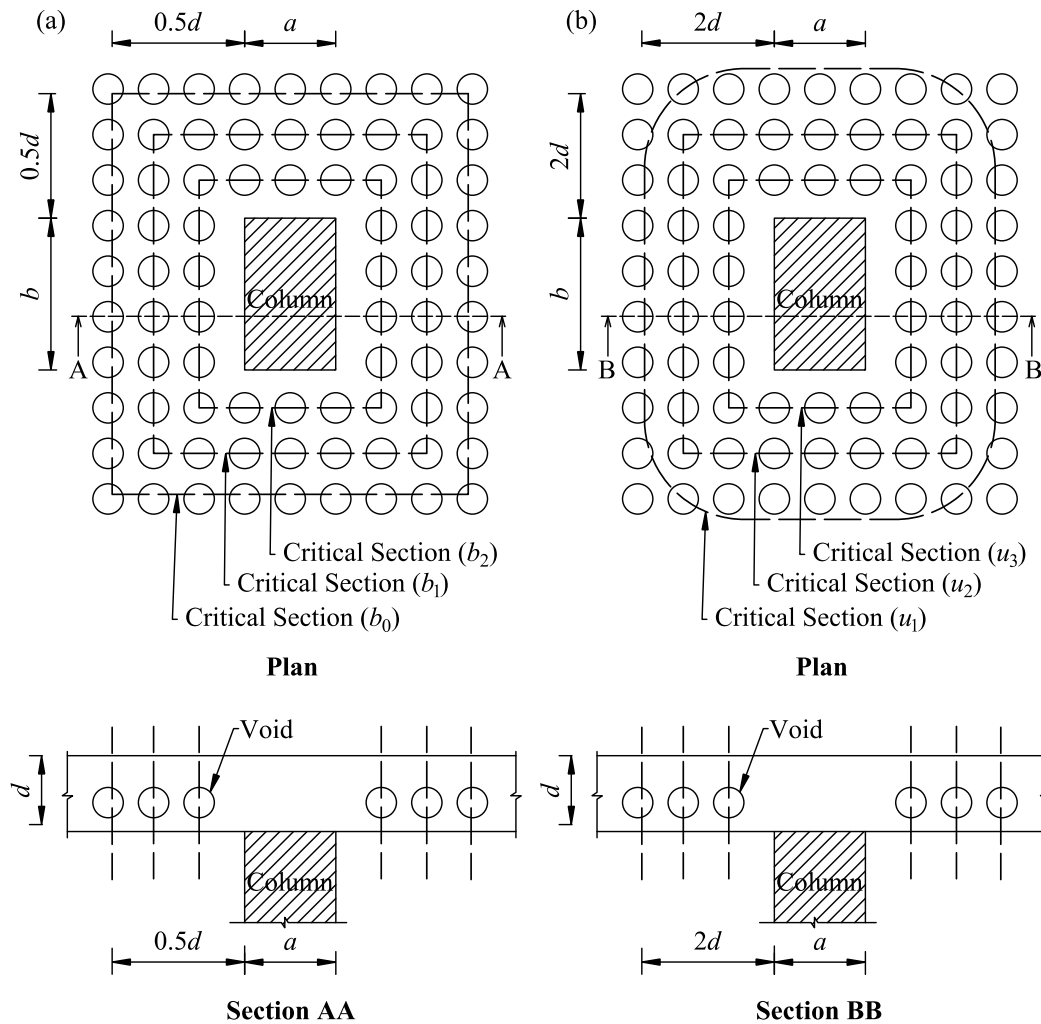 (a)
0.5d
a
0.5d
b
Column
A
A
Critical Section (b2)
Critical Section (b1)
Critical Section (b0)
Plan
(b)
2d
a
2d
b
Column
B
B
Critical Section (u3)
Critical Section (u2)
Critical Section (u1)
Plan
Void
d
Column
0.5d
a
Section AA
Void
d
Column
2d
a
Section BB